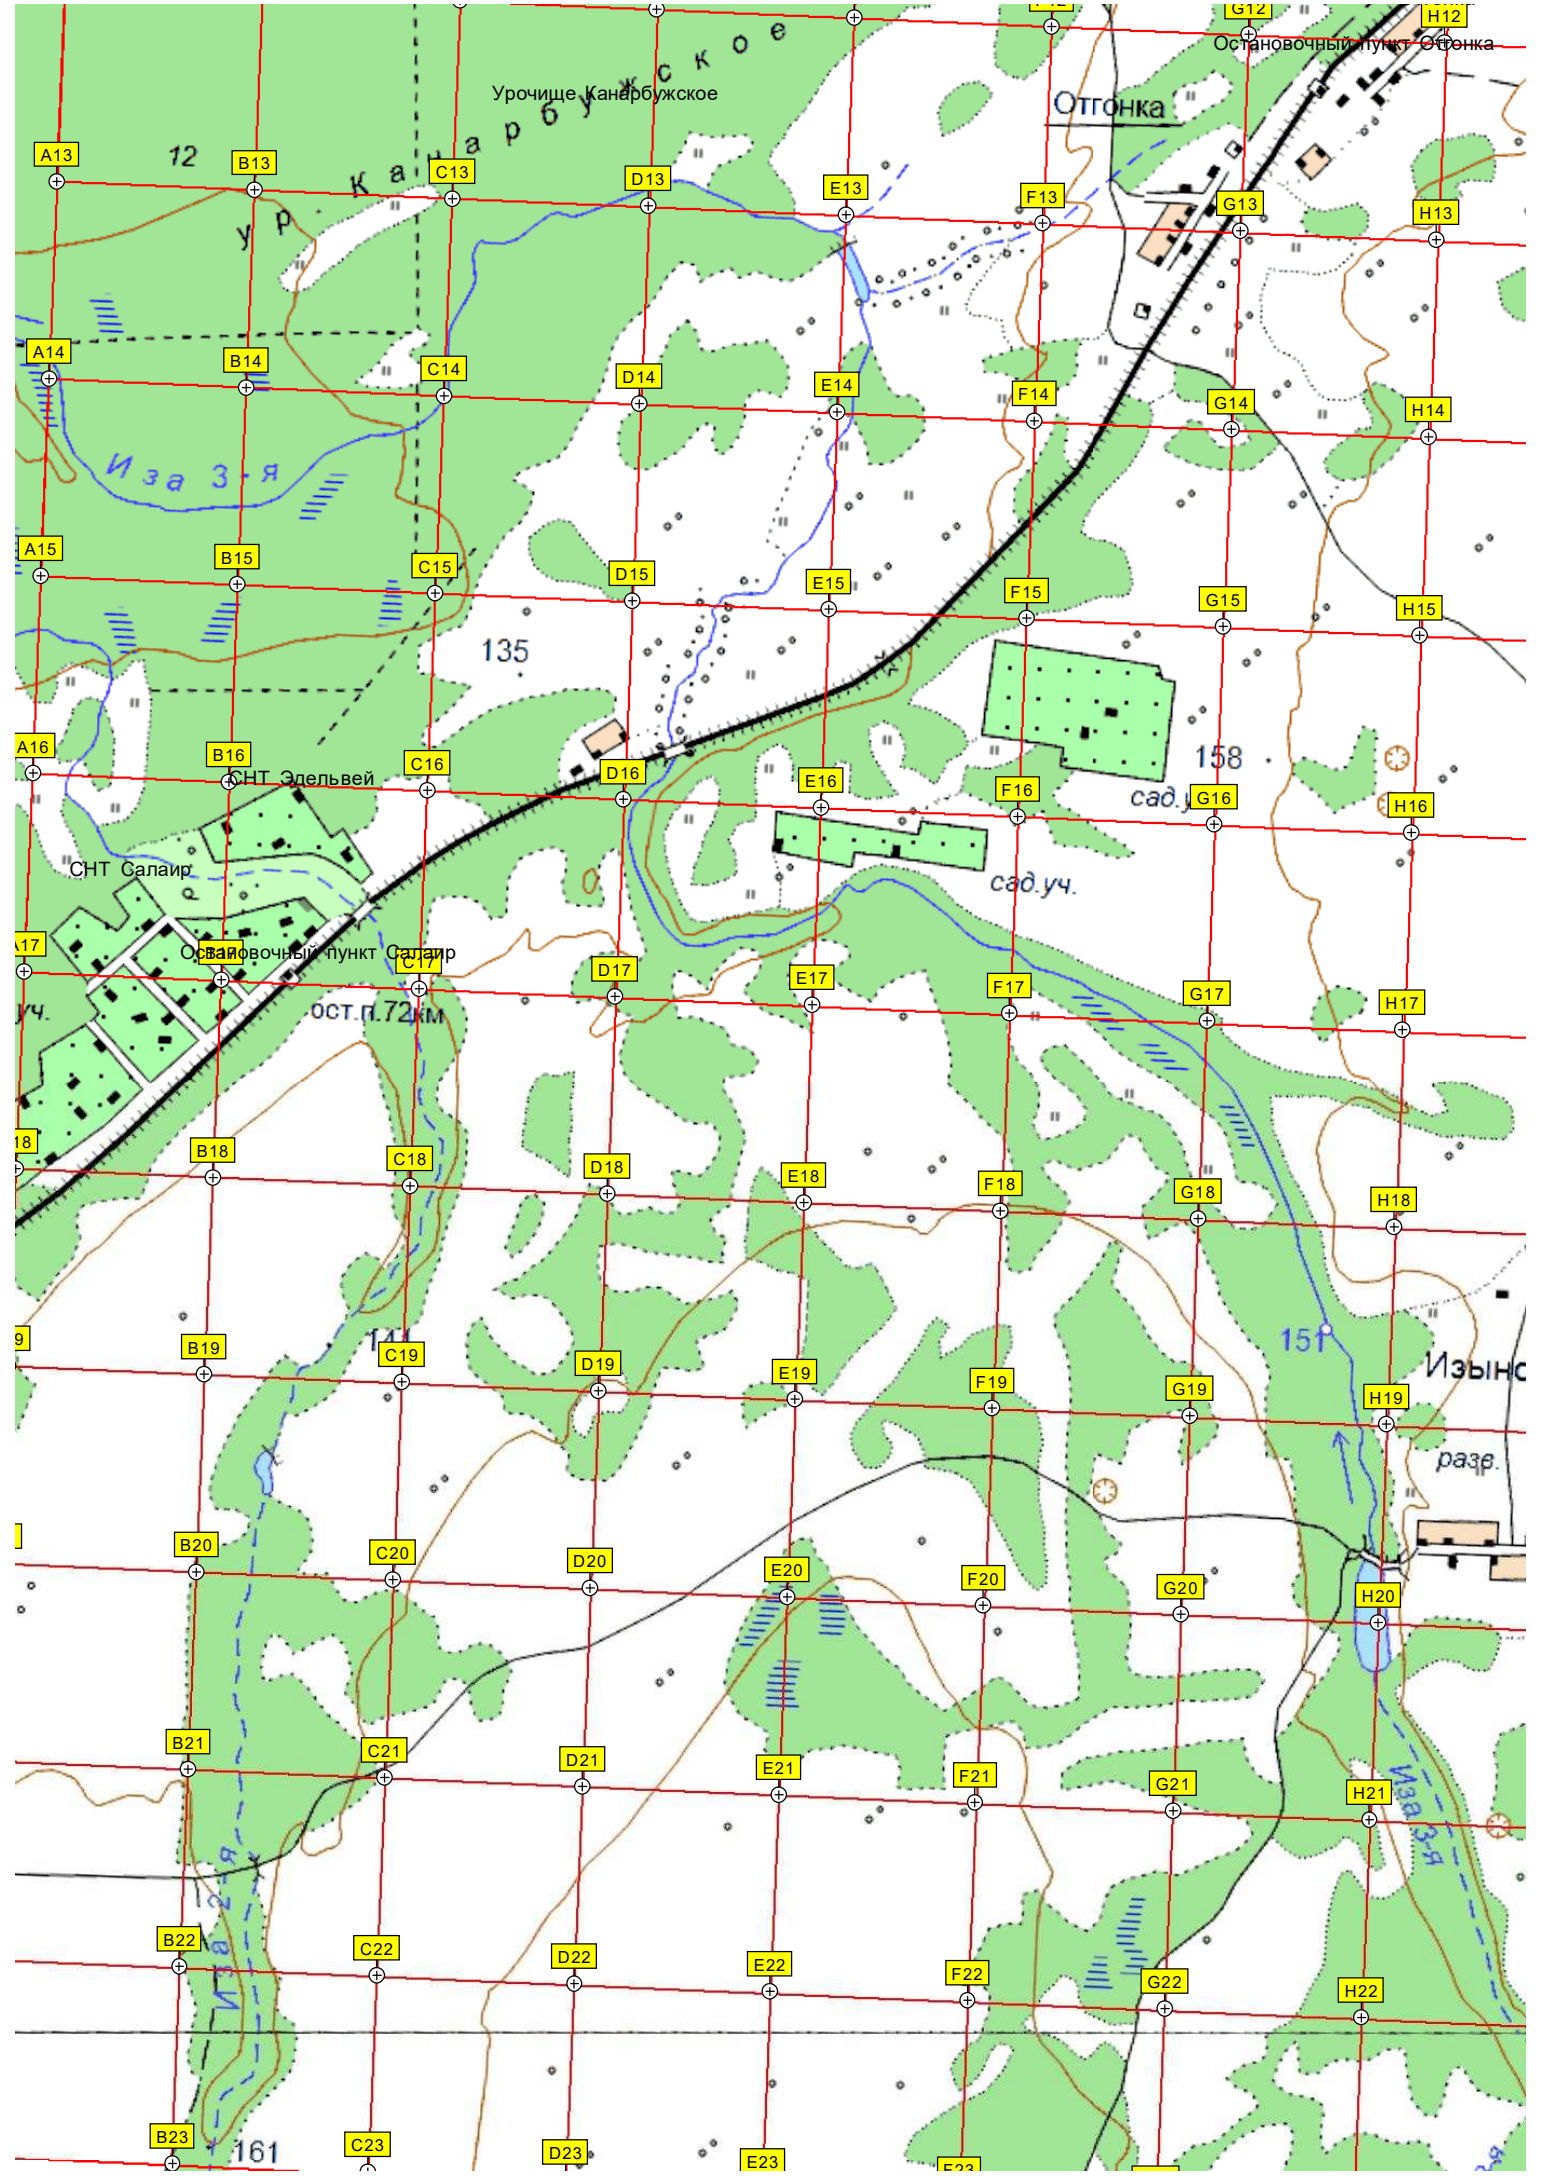 G12
H12
Остановочный пункт Отгонка
у р . К а н а р б у ж с к о е
Урочище Канарбужское
Отгонка
12
A13
B13
C13
D13
E13
F13
G13
H13
A14
B14
C14
D14
E14
F14
G14
H14
Иза 3-я
A15
B15
C15
D15
E15
F15
G15
H15
135
158
A16
B16
C16
D16
E16
F16
G16
H16
СНТ Эдельвей
сад.у
СНТ Салаир
сад.уч.
Остановочный пункт Салаир
B17
C17
D17
E17
F17
G17
H17
уч.
ост.п.72км
B18
C18
D18
E18
F18
G18
H18
141
151
B19
C19
D19
E19
F19
G19
H19
разв.
B20
C20
D20
E20
F20
G20
H20
B21
C21
D21
E21
F21
G21
H21
Иза 3-я
Иза 2-я
B22
C22
D22
E22
F22
G22
H22
B23
C23
D23
E23
161